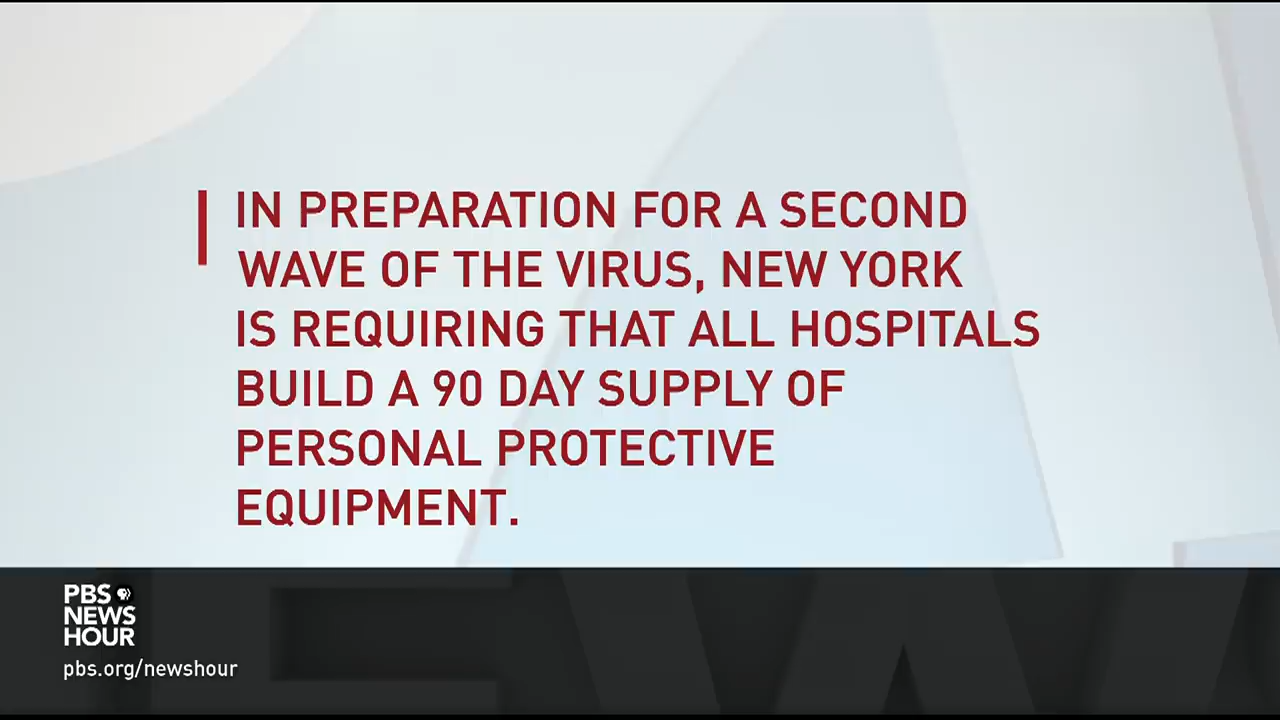 IN PREPARATION FOR A SECOND
WAVE OF THE VIRUS, NEW YORK
IS REQUIRING THAT ALL HOSPITALS
BUILD A 90 DAY SUPPLY OF
PERSONAL PROTECTIVE
EQUIPMENT.
PBS
NEWS
HOUR
pbs.org/newshour